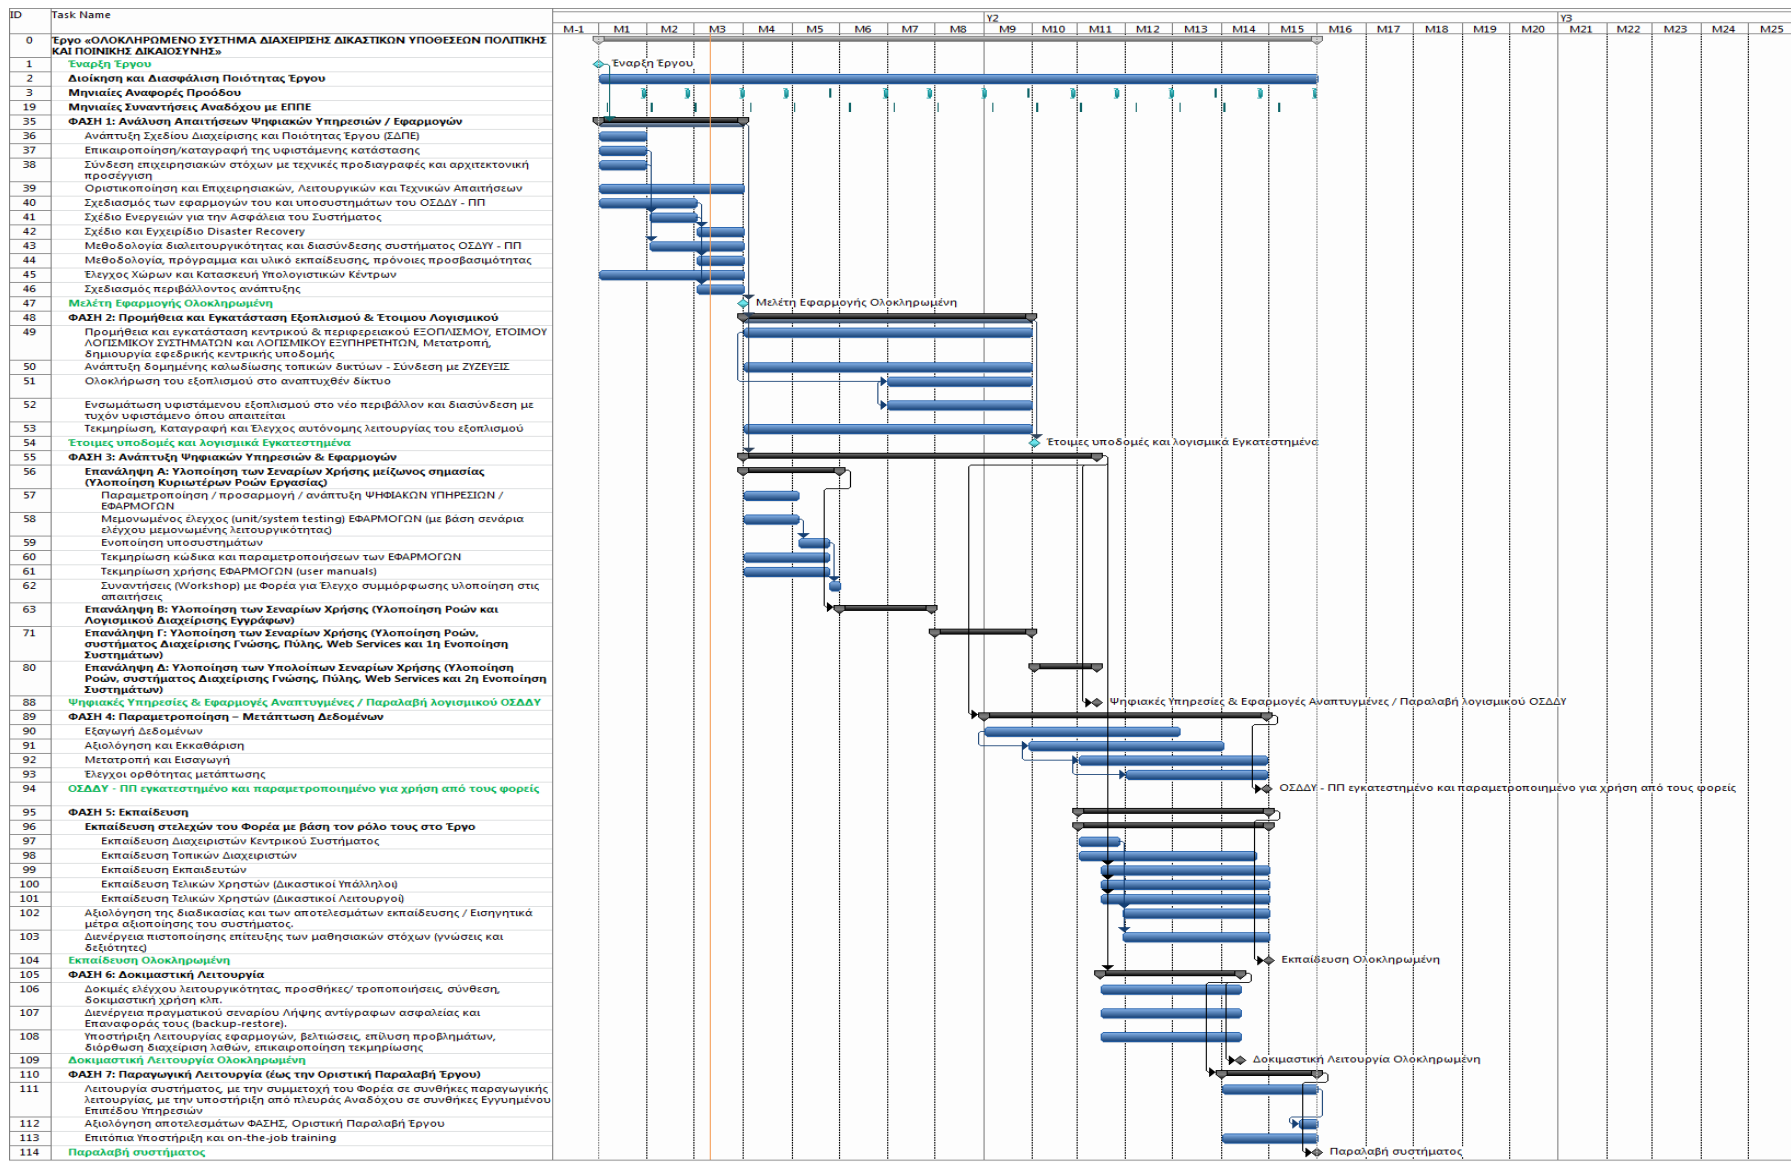 ID Task Name
Y2 Y3
M-1 M1 M2 M3 M4 M5 M6 M7 M8 M9 M10 M11 M12 M13 M14 M15 M16 M17 M18 M19 M20 M21 M22 M23 M24 M25
0 Έργο «ΟΛΟΚΛΗΡΩΜΕΝΟ ΣΥΣΤΗΜΑ ΔΙΑΧΕΙΡΙΣΗΣ ΔΙΚΑΣΤΙΚΩΝ ΥΠΟΘΕΣΕΩΝ ΠΟΛΙΤΙΚΗΣ
ΚΑΙ ΠΟΙΝΙΚΗΣ ΔΙΚΑΙΟΣΥΝΗΣ»
1 Έναρξη Έργου Έναρξη Έργου
2 Διοίκηση και Διασφάλιση Ποιότητας Έργου
3 Μηνιαίες Αναφορές Προόδου
19 Μηνιαίες Συναντήσεις Αναδόχου με ΕΠΠΕ
35 ΦΑΣΗ 1: Ανάλυση Απαιτήσεων Ψηφιακών Υπηρεσιών / Εφαρμογών
36 Ανάπτυξη Σχεδίου Διαχείρισης και Ποιότητας Έργου (ΣΔΠΕ)
37 Επικαιροποίηση/καταγραφή της υφιστάμενης κατάστασης
38 Σύνδεση επιχειρησιακών στόχων με τεχνικές προδιαγραφές και αρχιτεκτονική
προσέγγιση
39 Οριστικοποίηση και Επιχειρησιακών, Λειτουργικών και Τεχνικών Απαιτήσεων
40 Σχεδιασμός των εφαρμογών του και υποσυστημάτων του ΟΣΔΔΥ - ΠΠ
41 Σχέδιο Ενεργειών για την Ασφάλεια του Συστήματος
42 Σχέδιο και Εγχειρίδιο Disaster Recovery
43 Μεθοδολογία διαλειτουργικότητας και διασύνδεσης συστήματος ΟΣΔΥΥ - ΠΠ
44 Μεθοδολογία, πρόγραμμα και υλικό εκπαίδευσης, πρόνοιες προσβασιμότητας
45 Έλεγχος Χώρων και Κατασκευή Υπολογιστικών Κέντρων
46 Σχεδιασμός περιβάλλοντος ανάπτυξης
47 Μελέτη Εφαρμογής Ολοκληρωμένη Μελέτη Εφαρμογής Ολοκληρωμένη
48 ΦΑΣΗ 2: Προμήθεια και Εγκατάσταση Εξοπλισμού & Έτοιμου Λογισμικού
49 Προμήθεια και εγκατάσταση κεντρικού & περιφερειακού ΕΞΟΠΛΙΣΜΟΥ, ΕΤΟΙΜΟΥ
ΛΟΓΙΣΜΙΚΟΥ ΣΥΣΤΗΜΑΤΩΝ και ΛΟΓΙΣΜΙΚΟΥ ΕΞΥΠΗΡΕΤΗΤΩΝ, Μετατροπή,
δημιουργία εφεδρικής κεντρικής υποδομής
50 Ανάπτυξη δομημένης καλωδίωσης τοπικών δικτύων - Σύνδεση με ΖΥΖΕΥΞΙΣ
51 Ολοκλήρωση του εξοπλισμού στο αναπτυχθέν δίκτυο
52 Ενσωμάτωση υφιστάμενου εξοπλισμού στο νέο περιβάλλον και διασύνδεση με
τυχόν υφιστάμενο όπου απαιτείται
53 Τεκμηρίωση, Καταγραφή και Έλεγχος αυτόνομης λειτουργίας του εξοπλισμού
54 Έτοιμες υποδομές και λογισμικά Εγκατεστημένα Έτοιμες υποδομές και λογισμικά Εγκατεστημένα
55 ΦΑΣΗ 3: Ανάπτυξη Ψηφιακών Υπηρεσιών & Εφαρμογών
56 Επανάληψη Α: Υλοποίηση των Σεναρίων Χρήσης μείζωνος σημασίας
(Υλοποίηση Κυριωτέρων Ροών Εργασίας)
57 Παραμετροποίηση / προσαρμογή / ανάπτυξη ΨΗΦΙΑΚΩΝ ΥΠΗΡΕΣΙΩΝ /
ΕΦΑΡΜΟΓΩΝ
58 Μεμονωμένος έλεγχος (unit/system testing) ΕΦΑΡΜΟΓΩΝ (με βάση σενάρια
ελέγχου μεμονωμένης λειτουργικότητας)
59 Ενοποίηση υποσυστημάτων
60 Τεκμηρίωση κώδικα και παραμετροποιήσεων των ΕΦΑΡΜΟΓΩΝ
61 Τεκμηρίωση χρήσης ΕΦΑΡΜΟΓΩΝ (user manuals)
62 Συναντήσεις (Workshop) με Φορέα για Έλεγχο συμμόρφωσης υλοποίηση στις
απαιτήσεις
63 Επανάληψη Β: Υλοποίηση των Σεναρίων Χρήσης (Υλοποίηση Ροών και
Λογισμικού Διαχείρισης Εγγράφων)
71 Επανάληψη Γ: Υλοποίηση των Σεναρίων Χρήσης (Υλοποίηση Ροών,
συστήματος Διαχείρισης Γνώσης, Πύλης, Web Services και 1η Ενοποίηση
Συστημάτων)
80 Επανάληψη Δ: Υλοποίηση των Υπολοίπων Σεναρίων Χρήσης (Υλοποίηση
Ροών, συστήματος Διαχείρισης Γνώσης, Πύλης, Web Services και 2η Ενοποίηση
Συστημάτων)
88 Ψηφιακές Υπηρεσίες & Εφαρμογές Αναπτυγμένες / Παραλαβή λογισμικού ΟΣΔΔΥ Ψηφιακές Υπηρεσίες & Εφαρμογές Αναπτυγμένες / Παραλαβή λογισμικού ΟΣΔΔΥ
89 ΦΑΣΗ 4: Παραμετροποίηση – Μετάπτωση Δεδομένων
90 Εξαγωγή Δεδομένων
91 Αξιολόγηση και Εκκαθάριση
92 Μετατροπή και Εισαγωγή
93 Έλεγχοι ορθότητας μετάπτωσης
94 ΟΣΔΔΥ - ΠΠ εγκατεστημένο και παραμετροποιημένο για χρήση από τους φορείς ΟΣΔΔΥ - ΠΠ εγκατεστημένο και παραμετροποιημένο για χρήση από τους φορείς
95 ΦΑΣΗ 5: Εκπαίδευση
96 Εκπαίδευση στελεχών του Φορέα με βάση τον ρόλο τους στο Έργο
97 Εκπαίδευση Διαχειριστών Κεντρικού Συστήματος
98 Εκπαίδευση Τοπικών Διαχειριστών
99 Εκπαίδευση Εκπαιδευτών
100 Εκπαίδευση Τελικών Χρηστών (Δικαστικοί Υπάλληλοι)
101 Εκπαίδευση Τελικών Χρηστών (Δικαστικοί Λειτουργοί)
102 Αξιολόγηση της διαδικασίας και των αποτελεσμάτων εκπαίδευσης / Εισηγητικά
μέτρα αξιοποίησης του συστήματος.
103 Διενέργεια πιστοποίησης επίτευξης των μαθησιακών στόχων (γνώσεις και
δεξιότητες)
104 Εκπαίδευση Ολοκληρωμένη Εκπαίδευση Ολοκληρωμένη
105 ΦΑΣΗ 6: Δοκιμαστική Λειτουργία
106 Δοκιμές ελέγχου λειτουργικότητας, προσθήκες/ τροποποιήσεις, σύνθεση,
δοκιμαστική χρήση κλπ.
107 Διενέργεια πραγματικού σεναρίου Λήψης αντίγραφων ασφαλείας και
Επαναφοράς τους (backup-restore).
108 Υποστήριξη Λειτουργίας εφαρμογών, βελτιώσεις, επίλυση προβλημάτων,
διόρθωση διαχείριση λαθών, επικαιροποίηση τεκμηρίωσης
109 Δοκιμαστική Λειτουργία Ολοκληρωμένη Δοκιμαστική Λειτουργία Ολοκληρωμένη
110 ΦΑΣΗ 7: Παραγωγική Λειτουργία (έως την Οριστική Παραλαβή Έργου)
111 Λειτουργία συστήματος, με την συμμετοχή του Φορέα σε συνθήκες παραγωγικής
λειτουργίας, με την υποστήριξη από πλευράς Αναδόχου σε συνθήκες Εγγυημένου
Επιπέδου Υπηρεσιών
112 Αξιολόγηση αποτελεσμάτων ΦΑΣΗΣ, Οριστική Παραλαβή Έργου
113 Επιτόπια Υποστήριξη και on-the-job training
114 Παραλαβή συστήματος Παραλαβή συστήματος